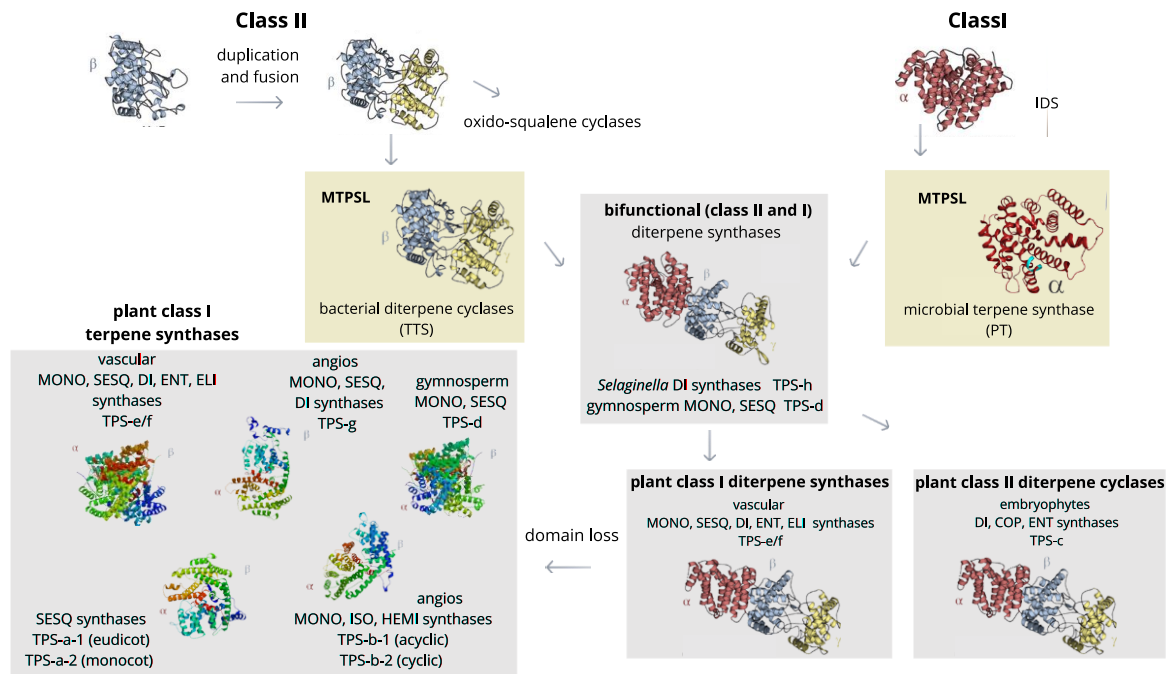 Class II
ClassI
β
duplication
and fusion
β
γ
α
IDS
oxido-squalene cyclases
MTPSL
β
γ
bacterial diterpene cyclases
(TTS)
bifunctional (class II and I)
diterpene synthases
α
β
γ
Selaginella DI synthases TPS-h
gymnosperm MONO, SESQ TPS-d
MTPSL
α
microbial terpene synthase
(PT)
plant class I
terpene synthases
vascular
MONO, SESQ, DI, ENT, ELI
synthases
TPS-e/f
α
β
angios
MONO, SESQ,
DI synthases
TPS-g
α
β
gymnosperm
MONO, SESQ
TPS-d
α
β
SESQ synthases
TPS-a-1 (eudicot)
TPS-a-2 (monocot)
α
β
angios
MONO, ISO, HEMI synthases
TPS-b-1 (acyclic)
TPS-b-2 (cyclic)
α
β
domain loss
plant class I diterpene synthases
vascular
MONO, SESQ, DI, ENT, ELI synthases
TPS-e/f
α
β
γ
plant class II diterpene cyclases
embryophytes
DI, COP, ENT synthases
TPS-c
α
β
γ